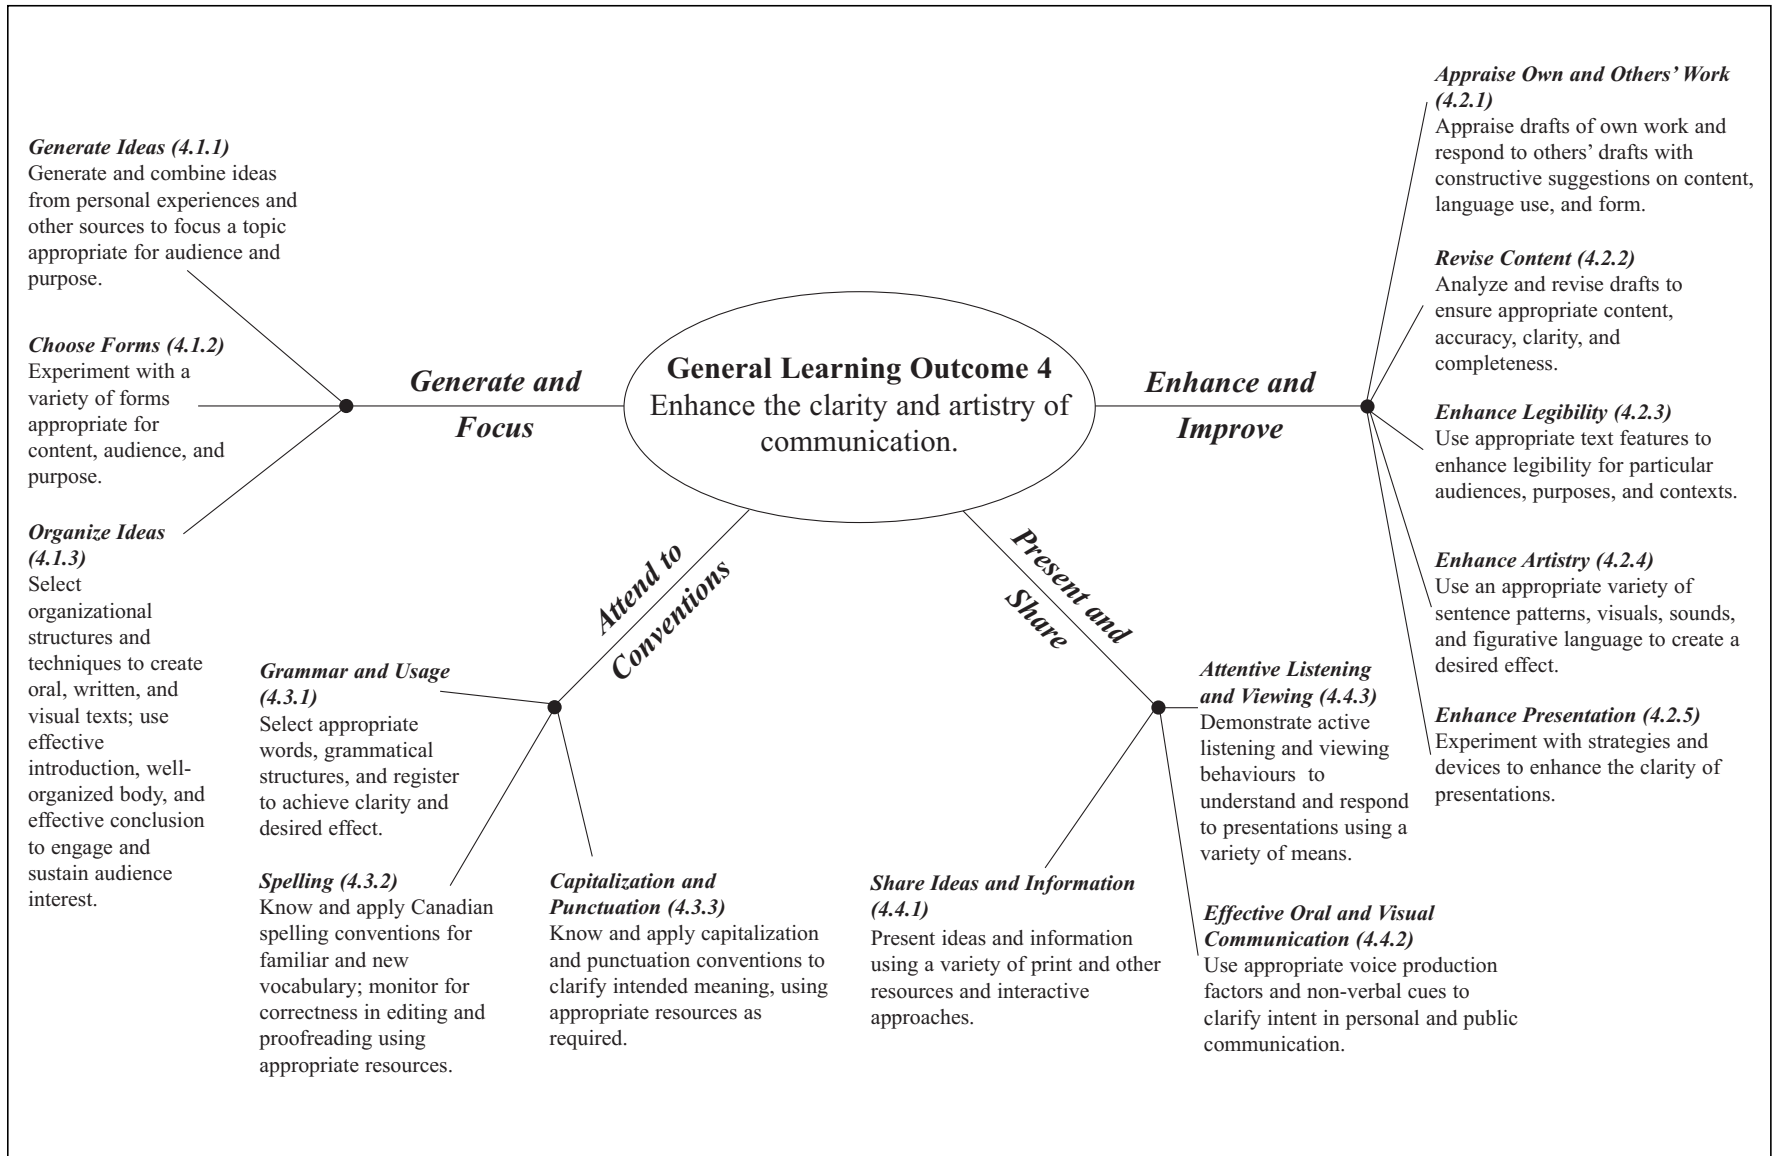 General Learning Outcome 4
Enhance the clarity and artistry of
communication.
Generate and
Focus
Generate Ideas (4.1.1)
Generate and combine ideas
from personal experiences and
other sources to focus a topic
appropriate for audience and
purpose.
Choose Forms (4.1.2)
Experiment with a
variety of forms
appropriate for
content, audience, and
purpose.
Organize Ideas
(4.1.3)
Select
organizational
structures and
techniques to create
oral, written, and
visual texts; use
effective
introduction, well-
organized body, and
effective conclusion
to engage and
sustain audience
interest.
Enhance and
Improve
Appraise Own and Others’ Work
(4.2.1)
Appraise drafts of own work and
respond to others’ drafts with
constructive suggestions on content,
language use, and form.
Revise Content (4.2.2)
Analyze and revise drafts to
ensure appropriate content,
accuracy, clarity, and
completeness.
Enhance Legibility (4.2.3)
Use appropriate text features to
enhance legibility for particular
audiences, purposes, and contexts.
Enhance Artistry (4.2.4)
Use an appropriate variety of
sentence patterns, visuals, sounds,
and figurative language to create a
desired effect.
Enhance Presentation (4.2.5)
Experiment with strategies and
devices to enhance the clarity of
presentations.
Attend to
Conventions
Grammar and Usage
(4.3.1)
Select appropriate
words, grammatical
structures, and register
to achieve clarity and
desired effect.
Spelling (4.3.2)
Know and apply Canadian
spelling conventions for
familiar and new
vocabulary; monitor for
correctness in editing and
proofreading using
appropriate resources.
Capitalization and
Punctuation (4.3.3)
Know and apply capitalization
and punctuation conventions to
clarify intended meaning, using
appropriate resources as
required.
Present and
Share
Share Ideas and Information
(4.4.1)
Present ideas and information
using a variety of print and other
resources and interactive
approaches.
Attentive Listening
and Viewing (4.4.3)
Demonstrate active
listening and viewing
behaviours to
understand and respond
to presentations using a
variety of means.
Effective Oral and Visual
Communication (4.4.2)
Use appropriate voice production
factors and non-verbal cues to
clarify intent in personal and public
communication.